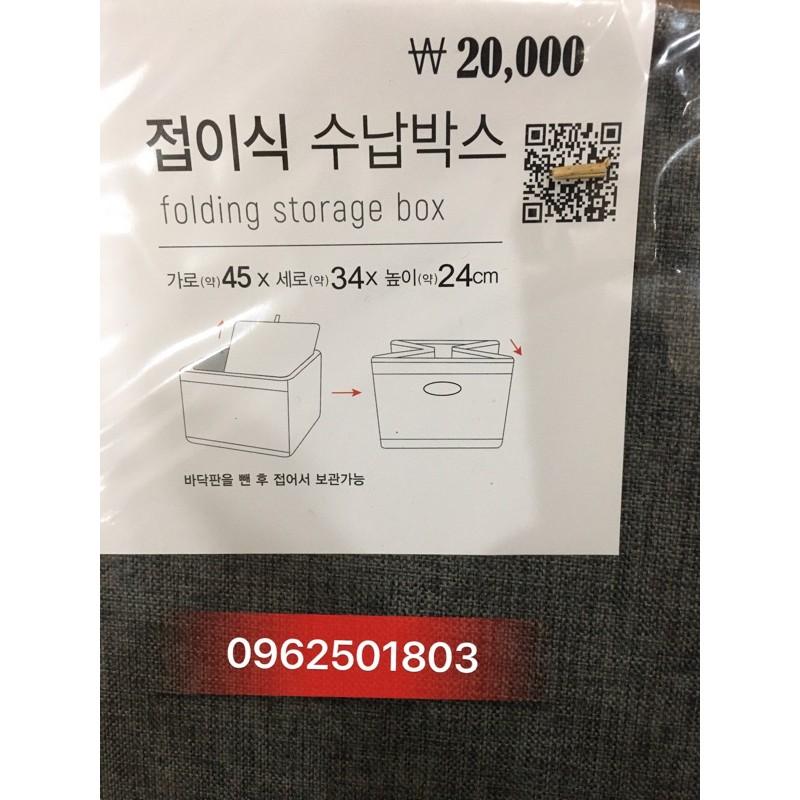 ₩ 20,000
접이식 수납박스
folding storage box
가로(약)45 x 세로(약)34x 높이(약)24cm
바닥판을 뺀 후 접어서 보관가능
0962501803